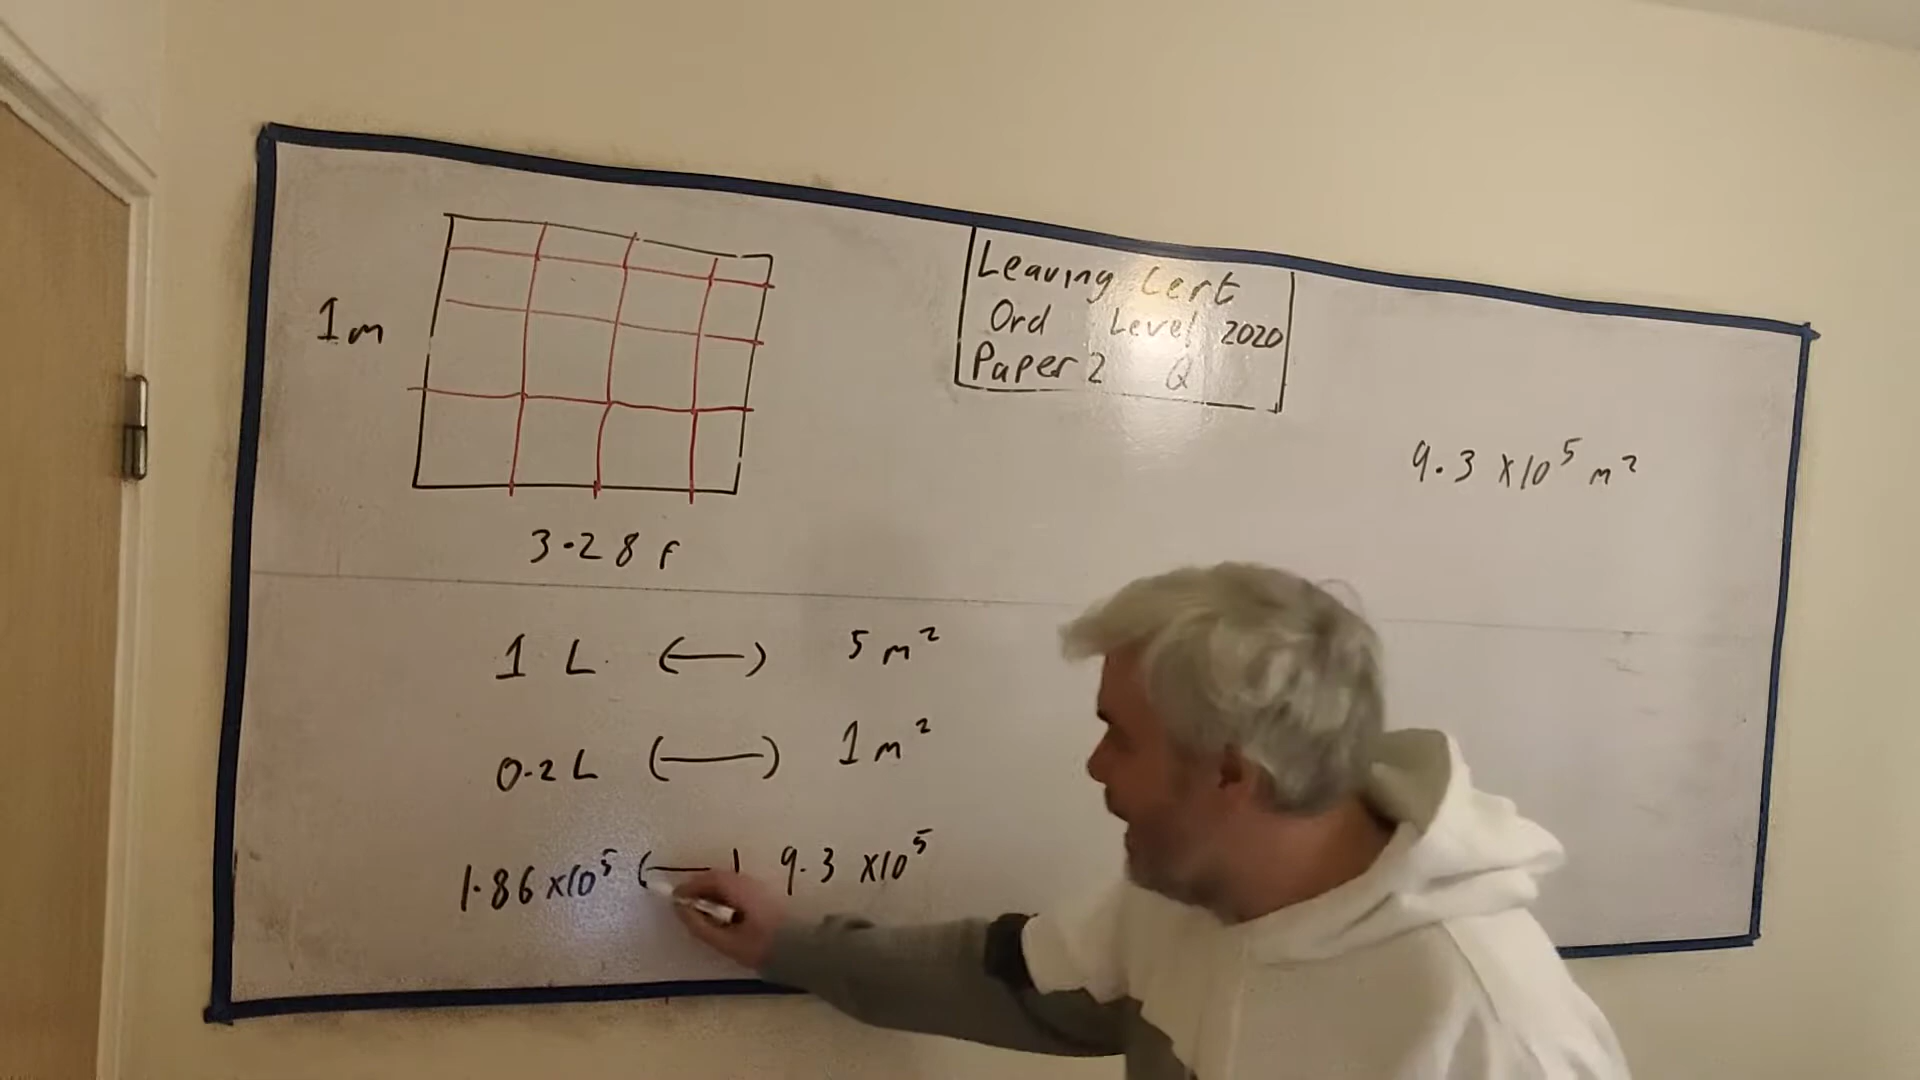 Leaving Cert
Ord Level 2020
Paper 2 Q
1m
3.28 f
9.3 x10⁵ m²
1 L ⟷ 5 m²
0.2 L ⟷ 1 m²
1.86 x10⁵ ⟷ 9.3 x10⁵